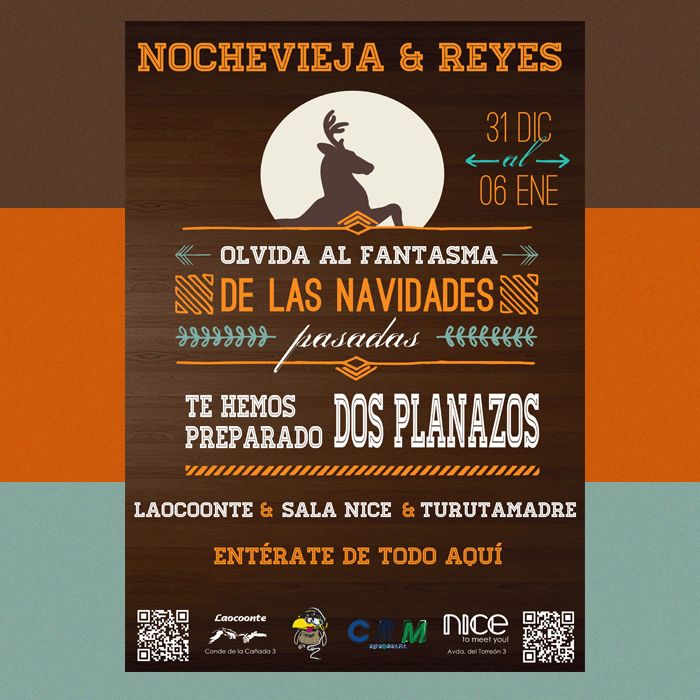 NOCHEVIEJA & REYES
31 DIC
al
06 ENE
OLVIDA AL FANTASMA
DE LAS NAVIDADES
pasadas
TE HEMOS
PREPARADO
DOS PLANAZOS
LAOCOONTE & SALA NICE & TURUTAMADRE
ENTÉRATE DE TODO AQUÍ
Laocoonte
Conde de la Cañada 3
nice
to meet you!
Avda. del Torreón 3